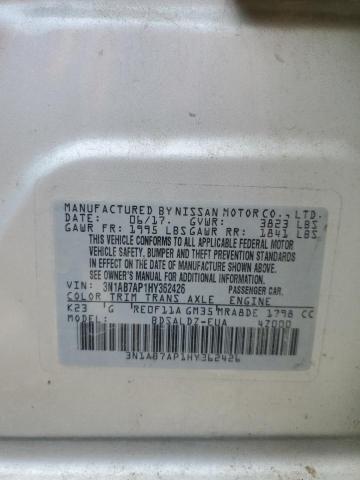 MANUFACTURED BY NISSAN MOTOR CO., LTD.
DATE: 06/17. GVWR: 3823 LBS
GAWR FR: 1995 LBS GAWR RR: 1841 LBS
THIS VEHICLE CONFORMS TO ALL APPLICABLE FEDERAL MOTOR
VEHICLE SAFETY, BUMPER AND THEFT PREVENTION STANDARDS
IN EFFECT ON THE DATE OF MANUFACTURE SHOWN ABOVE.
SEE OWNER'S MANUAL.
VIN: 3N1AB7AP1HY362426 PASSENGER CAR.
COLOR TRIM TRANS AXLE ENGINE
K23 G RE0F11A GM35 MRA8DE 1798 CC
MODEL: BDSALDZ-EUA 47000
3N1AB7AP1HY362426